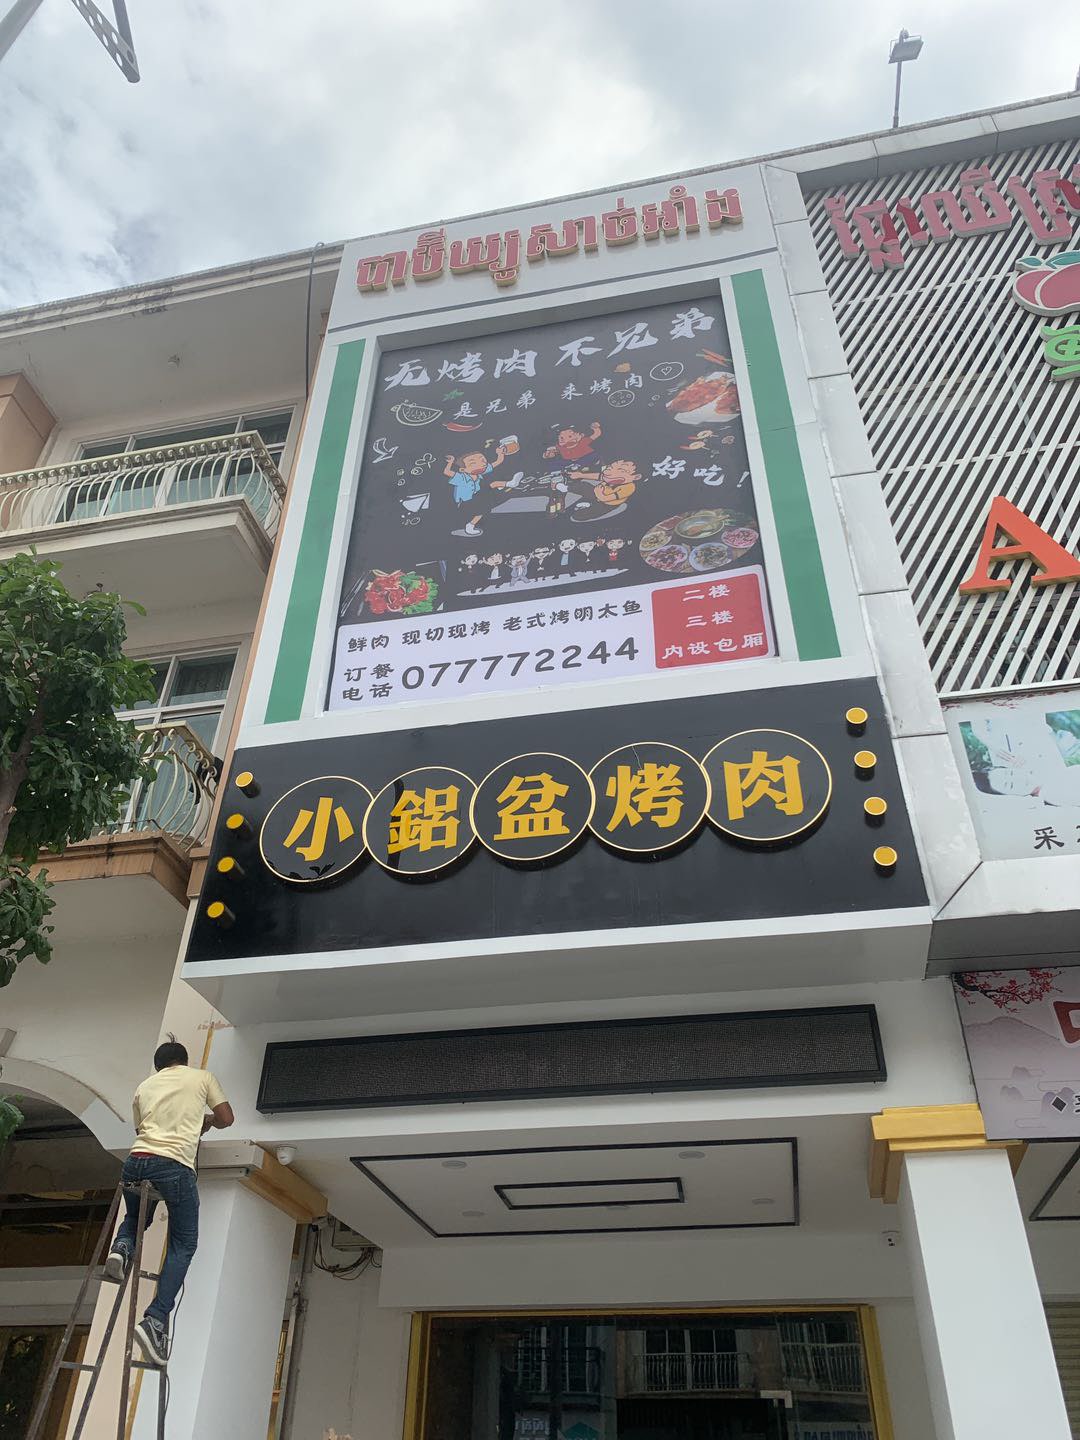 បាប៊ីឃ្យូសាច់អាំង
无烤肉不兄弟
是兄弟 来烤肉
好吃！
鲜肉 现切现烤 老式烤明太鱼
订餐电话 077772244
二楼
三楼
内设包厢
小鋁盆烤肉
A
采